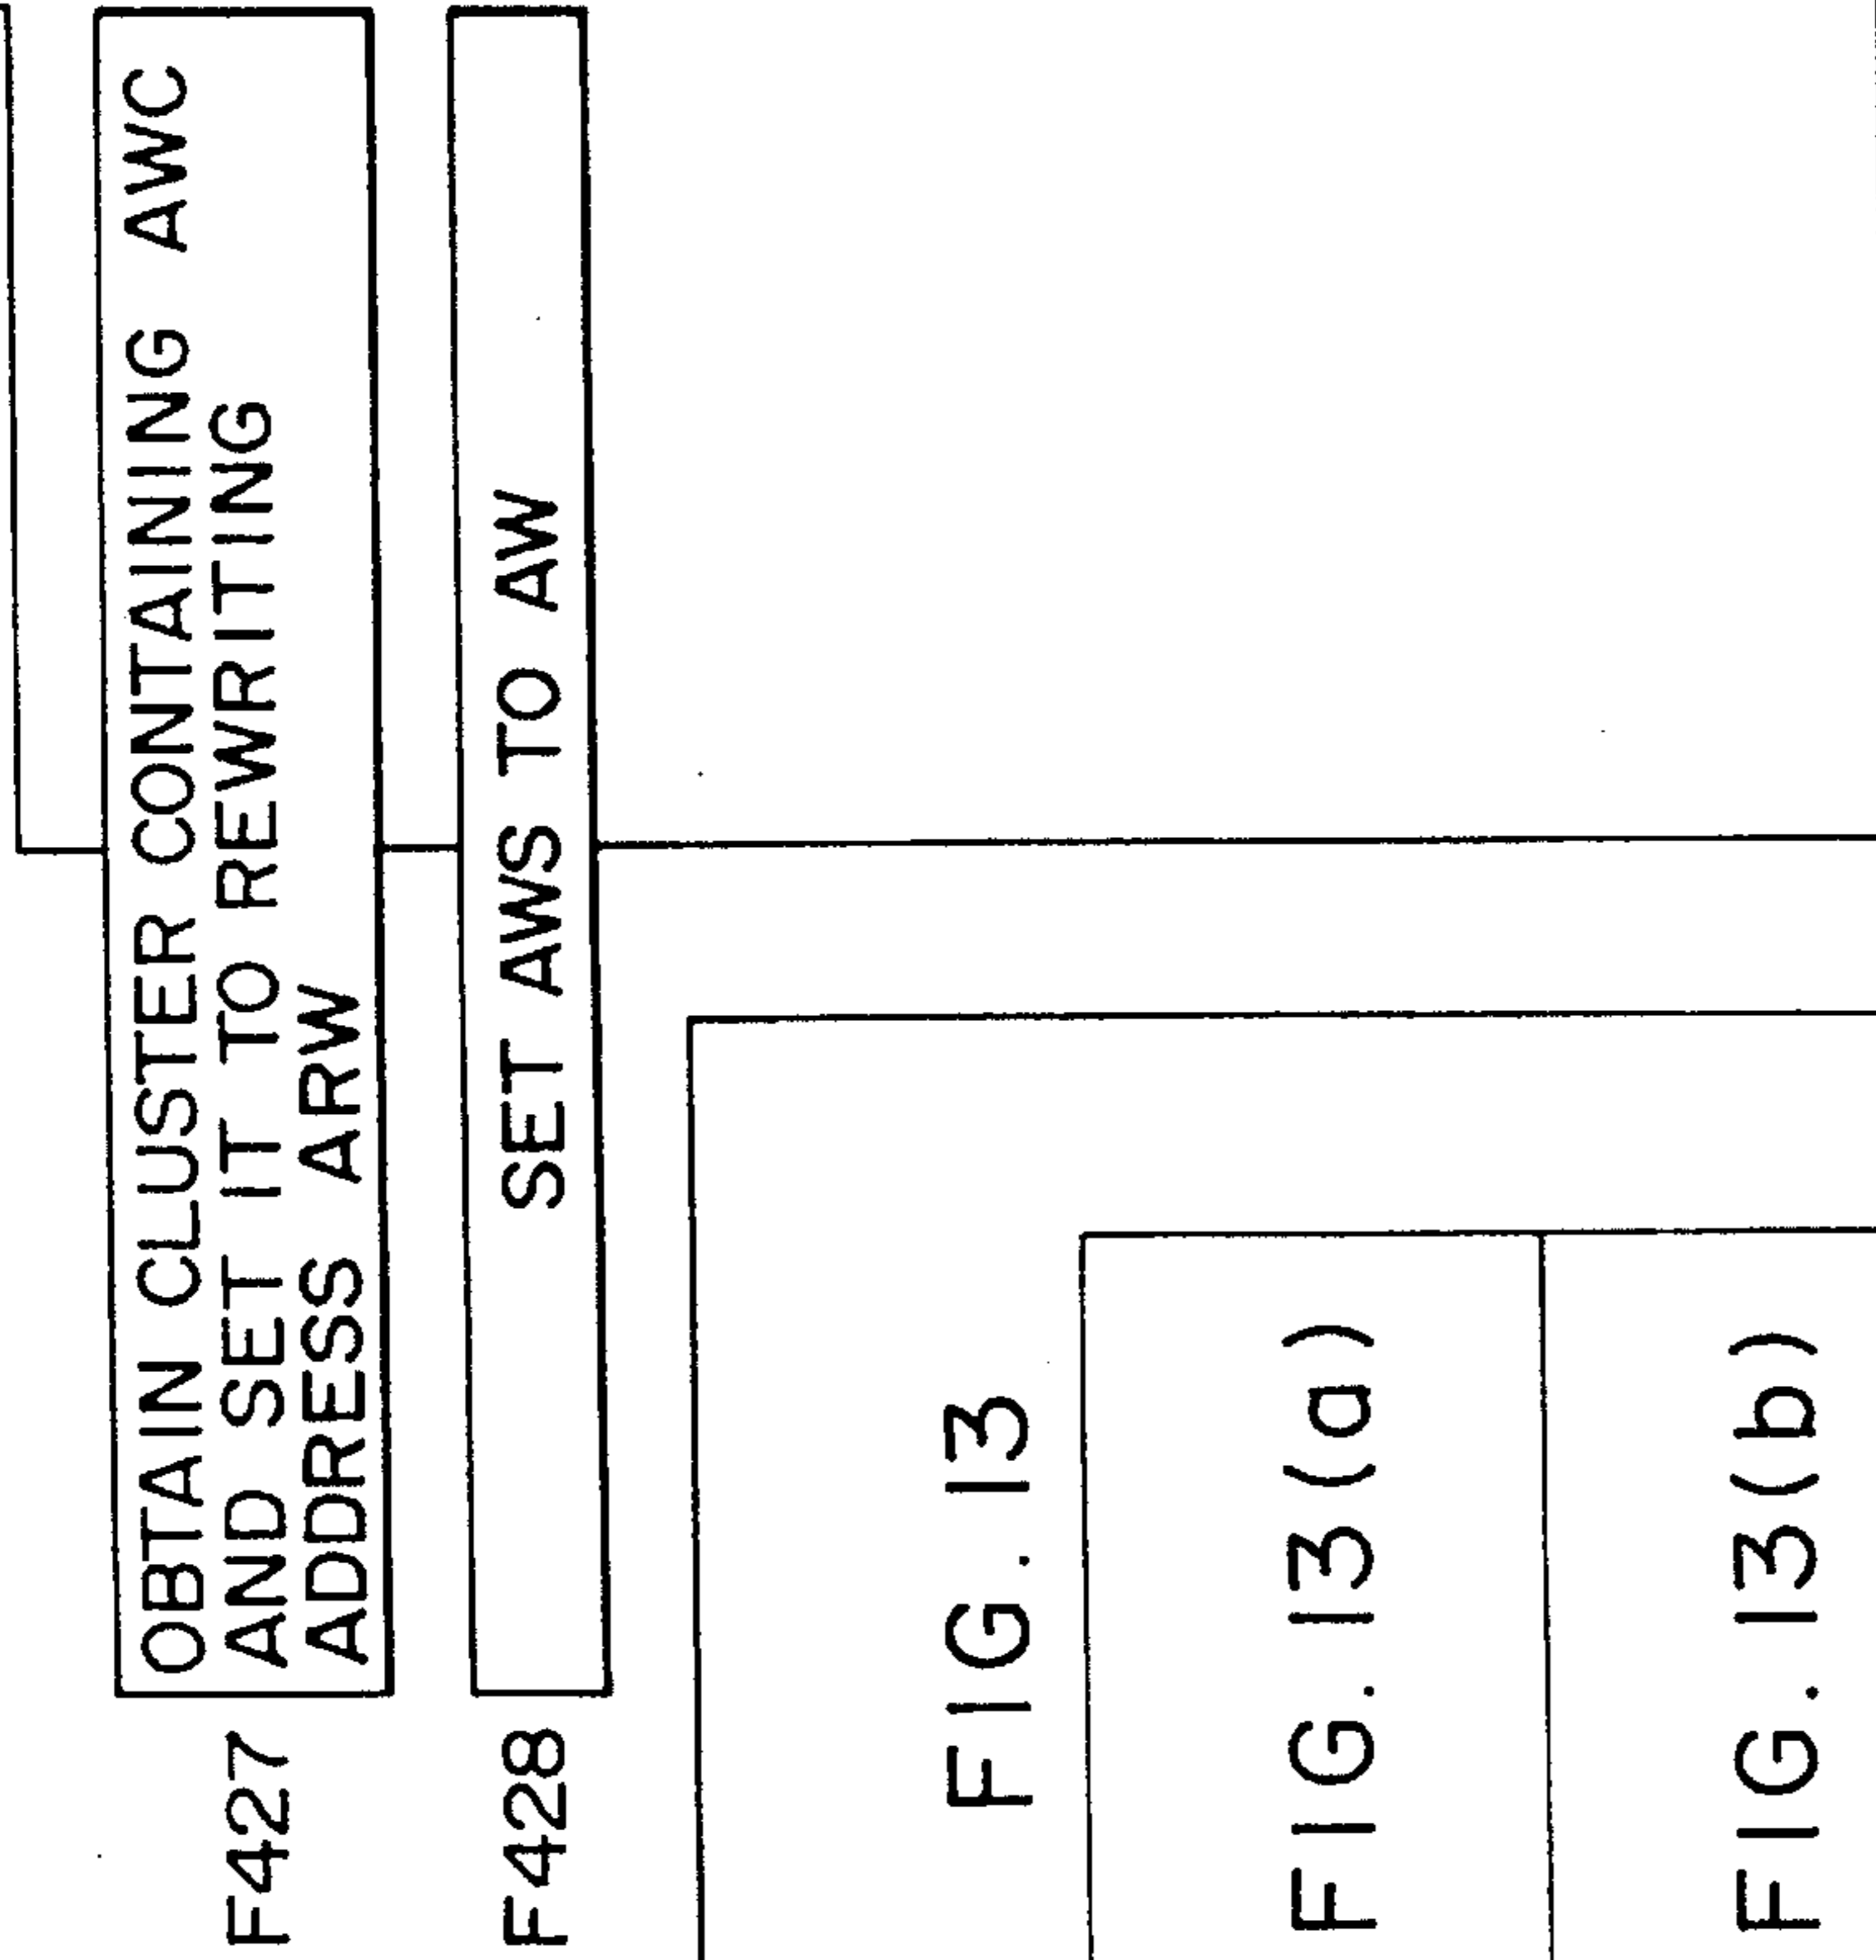 OBTAIN CLUSTER CONTAINING AWC
F427 AND SET IT TO REWRITING
ADDRESS ARW
F428 SET AWS TO AW
FIG. 13
FIG. 13(a)
FIG. 13(b)